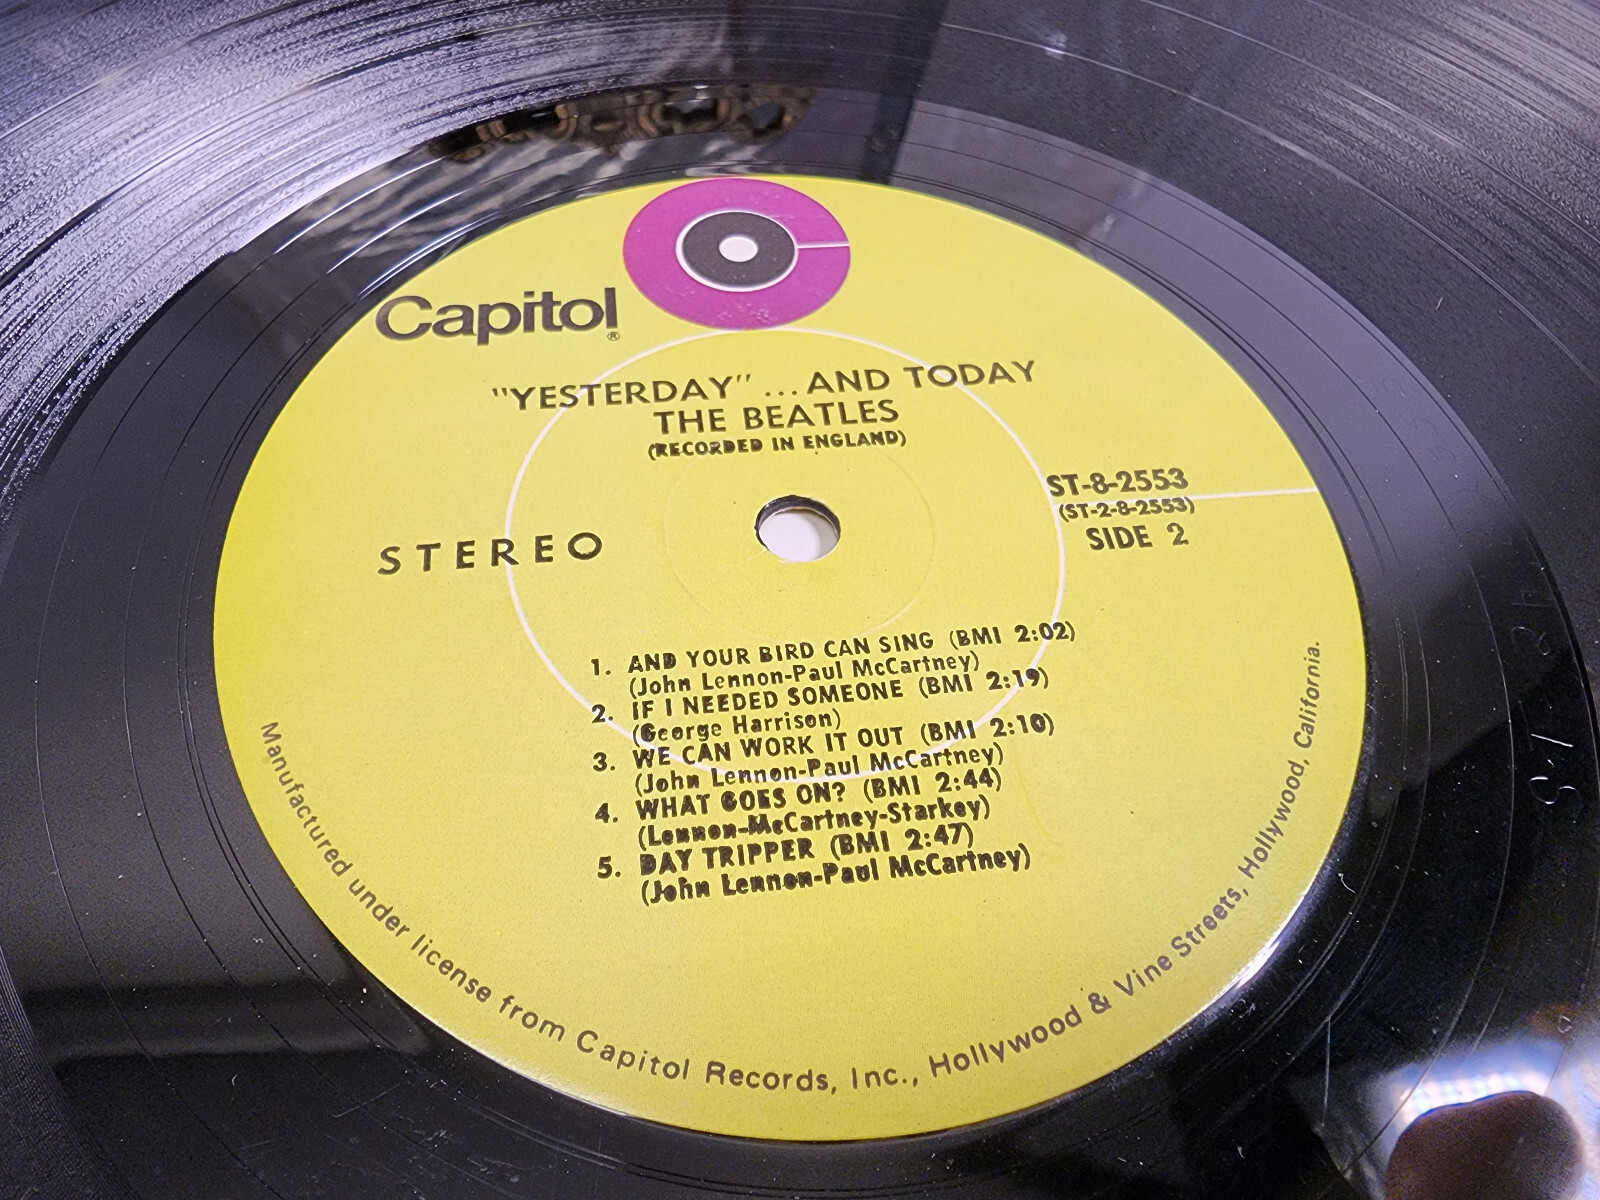 Capitol®
"YESTERDAY" ...AND TODAY
THE BEATLES
(RECORDED IN ENGLAND)
ST-8-2553
(ST-2-8-2553)
SIDE 2
STEREO
1. AND YOUR BIRD CAN SING (BMI 2:02)
(John Lennon-Paul McCartney)
2. IF I NEEDED SOMEONE (BMI 2:19)
(George Harrison)
3. WE CAN WORK IT OUT (BMI 2:10)
(John Lennon-Paul McCartney)
4. WHAT GOES ON? (BMI 2:44)
(Lennon-McCartney-Starkey)
5. DAY TRIPPER (BMI 2:47)
(John Lennon-Paul McCartney)
Manufactured under license from Capitol Records, Inc., Hollywood & Vine Streets, Hollywood, California.